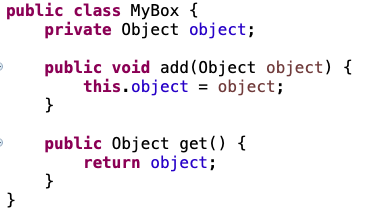 public class MyBox {
    private Object object;

    public void add(Object object) {
        this.object = object;
    }

    public Object get() {
        return object;
    }
}